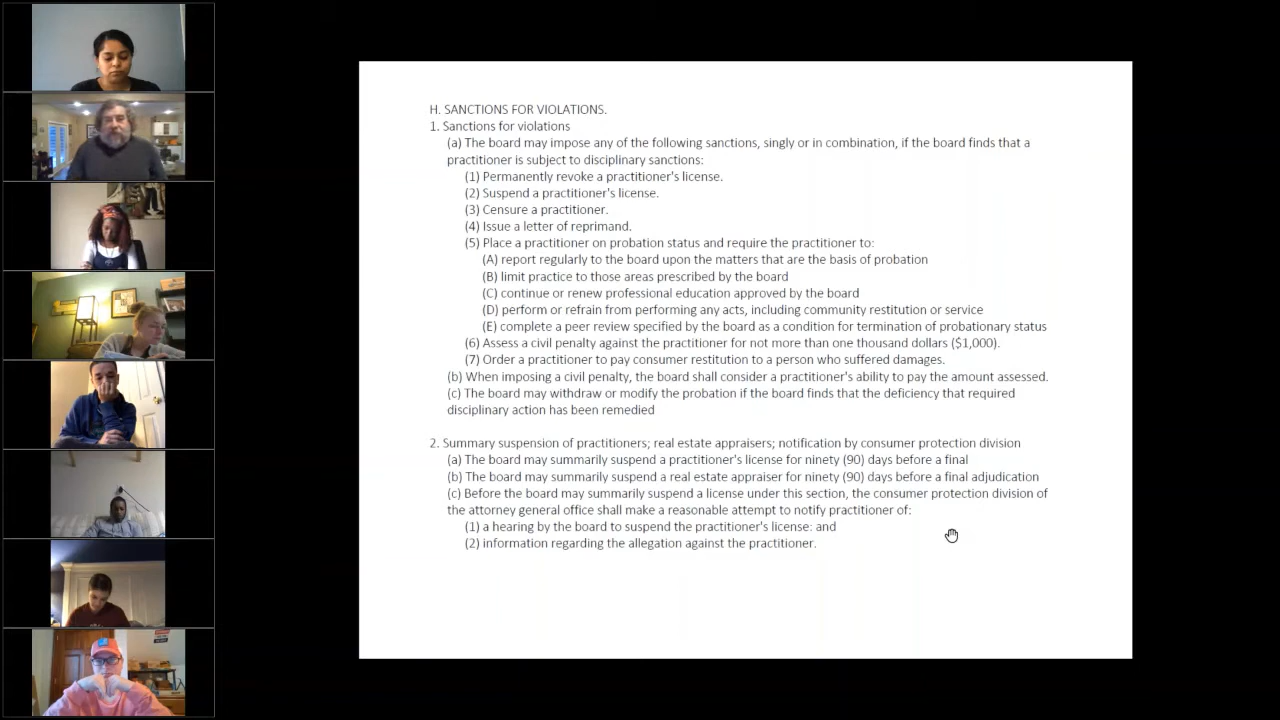 H. SANCTIONS FOR VIOLATIONS.
1. Sanctions for violations
(a) The board may impose any of the following sanctions, singly or in combination, if the board finds that a
practitioner is subject to disciplinary sanctions:
(1) Permanently revoke a practitioner's license.
(2) Suspend a practitioner's license.
(3) Censure a practitioner.
(4) Issue a letter of reprimand.
(5) Place a practitioner on probation status and require the practitioner to:
(A) report regularly to the board upon the matters that are the basis of probation
(B) limit practice to those areas prescribed by the board
(C) continue or renew professional education approved by the board
(D) perform or refrain from performing any acts, including community restitution or service
(E) complete a peer review specified by the board as a condition for termination of probationary status
(6) Assess a civil penalty against the practitioner for not more than one thousand dollars ($1,000).
(7) Order a practitioner to pay consumer restitution to a person who suffered damages.
(b) When imposing a civil penalty, the board shall consider a practitioner's ability to pay the amount assessed.
(c) The board may withdraw or modify the probation if the board finds that the deficiency that required
disciplinary action has been remedied
2. Summary suspension of practitioners; real estate appraisers; notification by consumer protection division
(a) The board may summarily suspend a practitioner's license for ninety (90) days before a final
(b) The board may summarily suspend a real estate appraiser for ninety (90) days before a final adjudication
(c) Before the board may summarily suspend a license under this section, the consumer protection division of
the attorney general office shall make a reasonable attempt to notify practitioner of:
(1) a hearing by the board to suspend the practitioner's license: and
(2) information regarding the allegation against the practitioner.